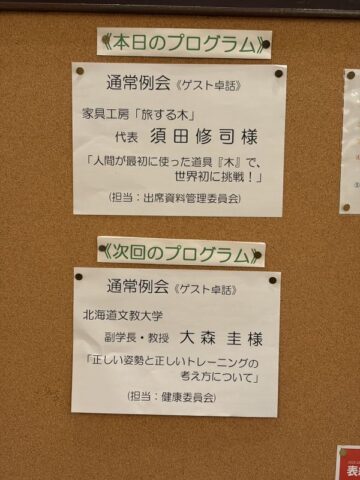 《本日のプログラム》
通常例会《ゲスト卓話》
家具工房「旅する木」
代表 須田修司様
「人間が最初に使った道具『木』で、
世界初に挑戦！」
(担当：出席資料管理委員会)
《次回のプログラム》
通常例会《ゲスト卓話》
北海道文教大学
副学長・教授 大森 圭様
「正しい姿勢と正しいトレーニングの
考え方について」
(担当：健康委員会)